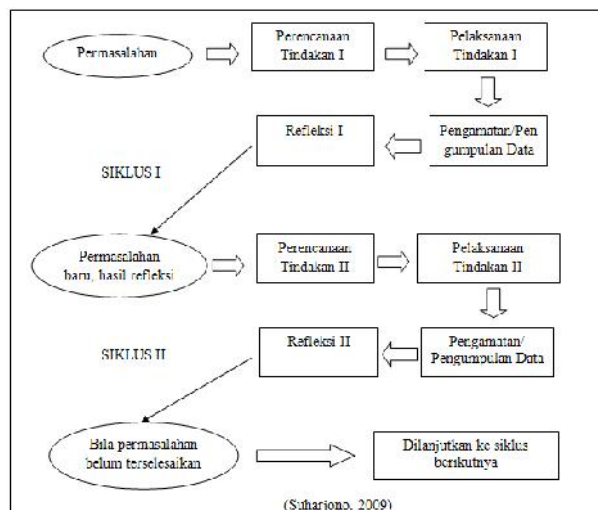 Permasalahan
Perencanaan
Tindakan I
Pelaksanaan
Tindakan I
Pengamatan/Pen
gumpulan Data
Refleksi I
SIKLUS I
Permasalahan
baru, hasil refleksi
Perencanaan
Tindakan II
Pelaksanaan
Tindakan II
Pengamatan/
Pengumpulan Data
Refleksi II
SIKLUS II
Bila permasalahan
belum terselesaikan
Dilanjutkan ke siklus
berikutnya
(Suharjono, 2009)